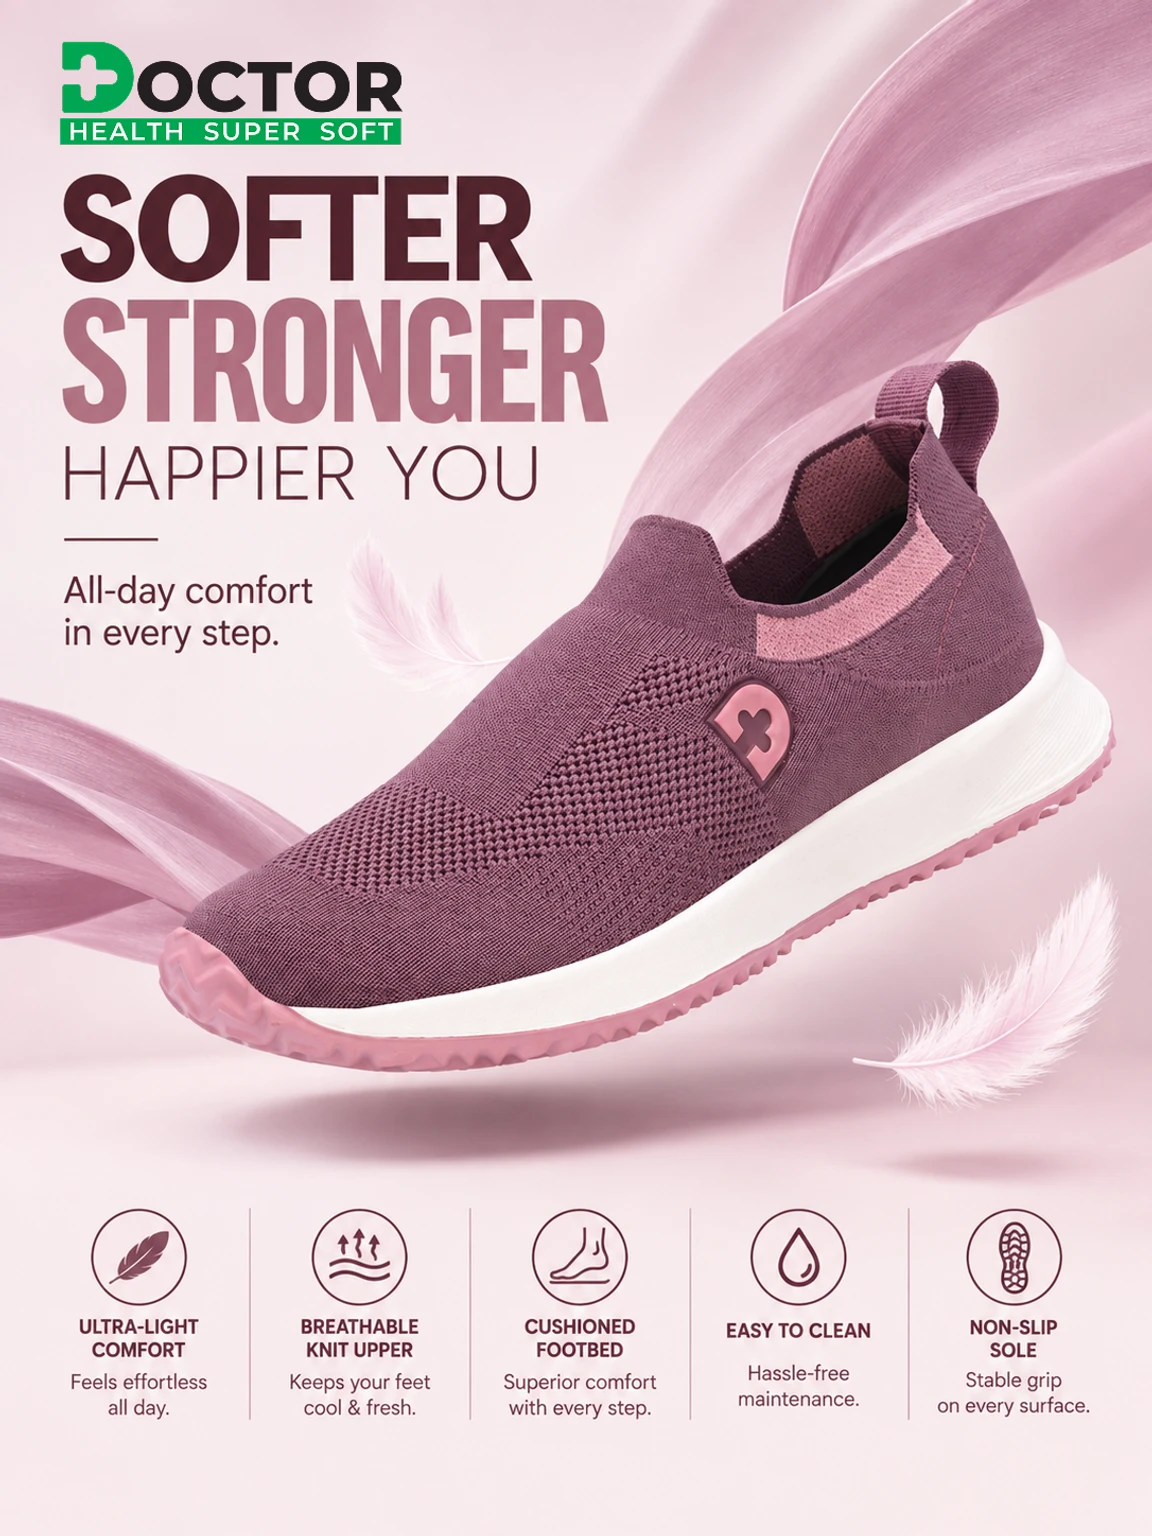 DOCTOR
HEALTH SUPER SOFT
SOFTER
STRONGER
HAPPIER YOU
All-day comfort
in every step.
ULTRA-LIGHT
COMFORT
Feels effortless
all day.
BREATHABLE
KNIT UPPER
Keeps your feet
cool & fresh.
CUSHIONED
FOOTBED
Superior comfort
with every step.
EASY TO CLEAN
Hassle-free
maintenance.
NON-SLIP
SOLE
Stable grip
on every surface.